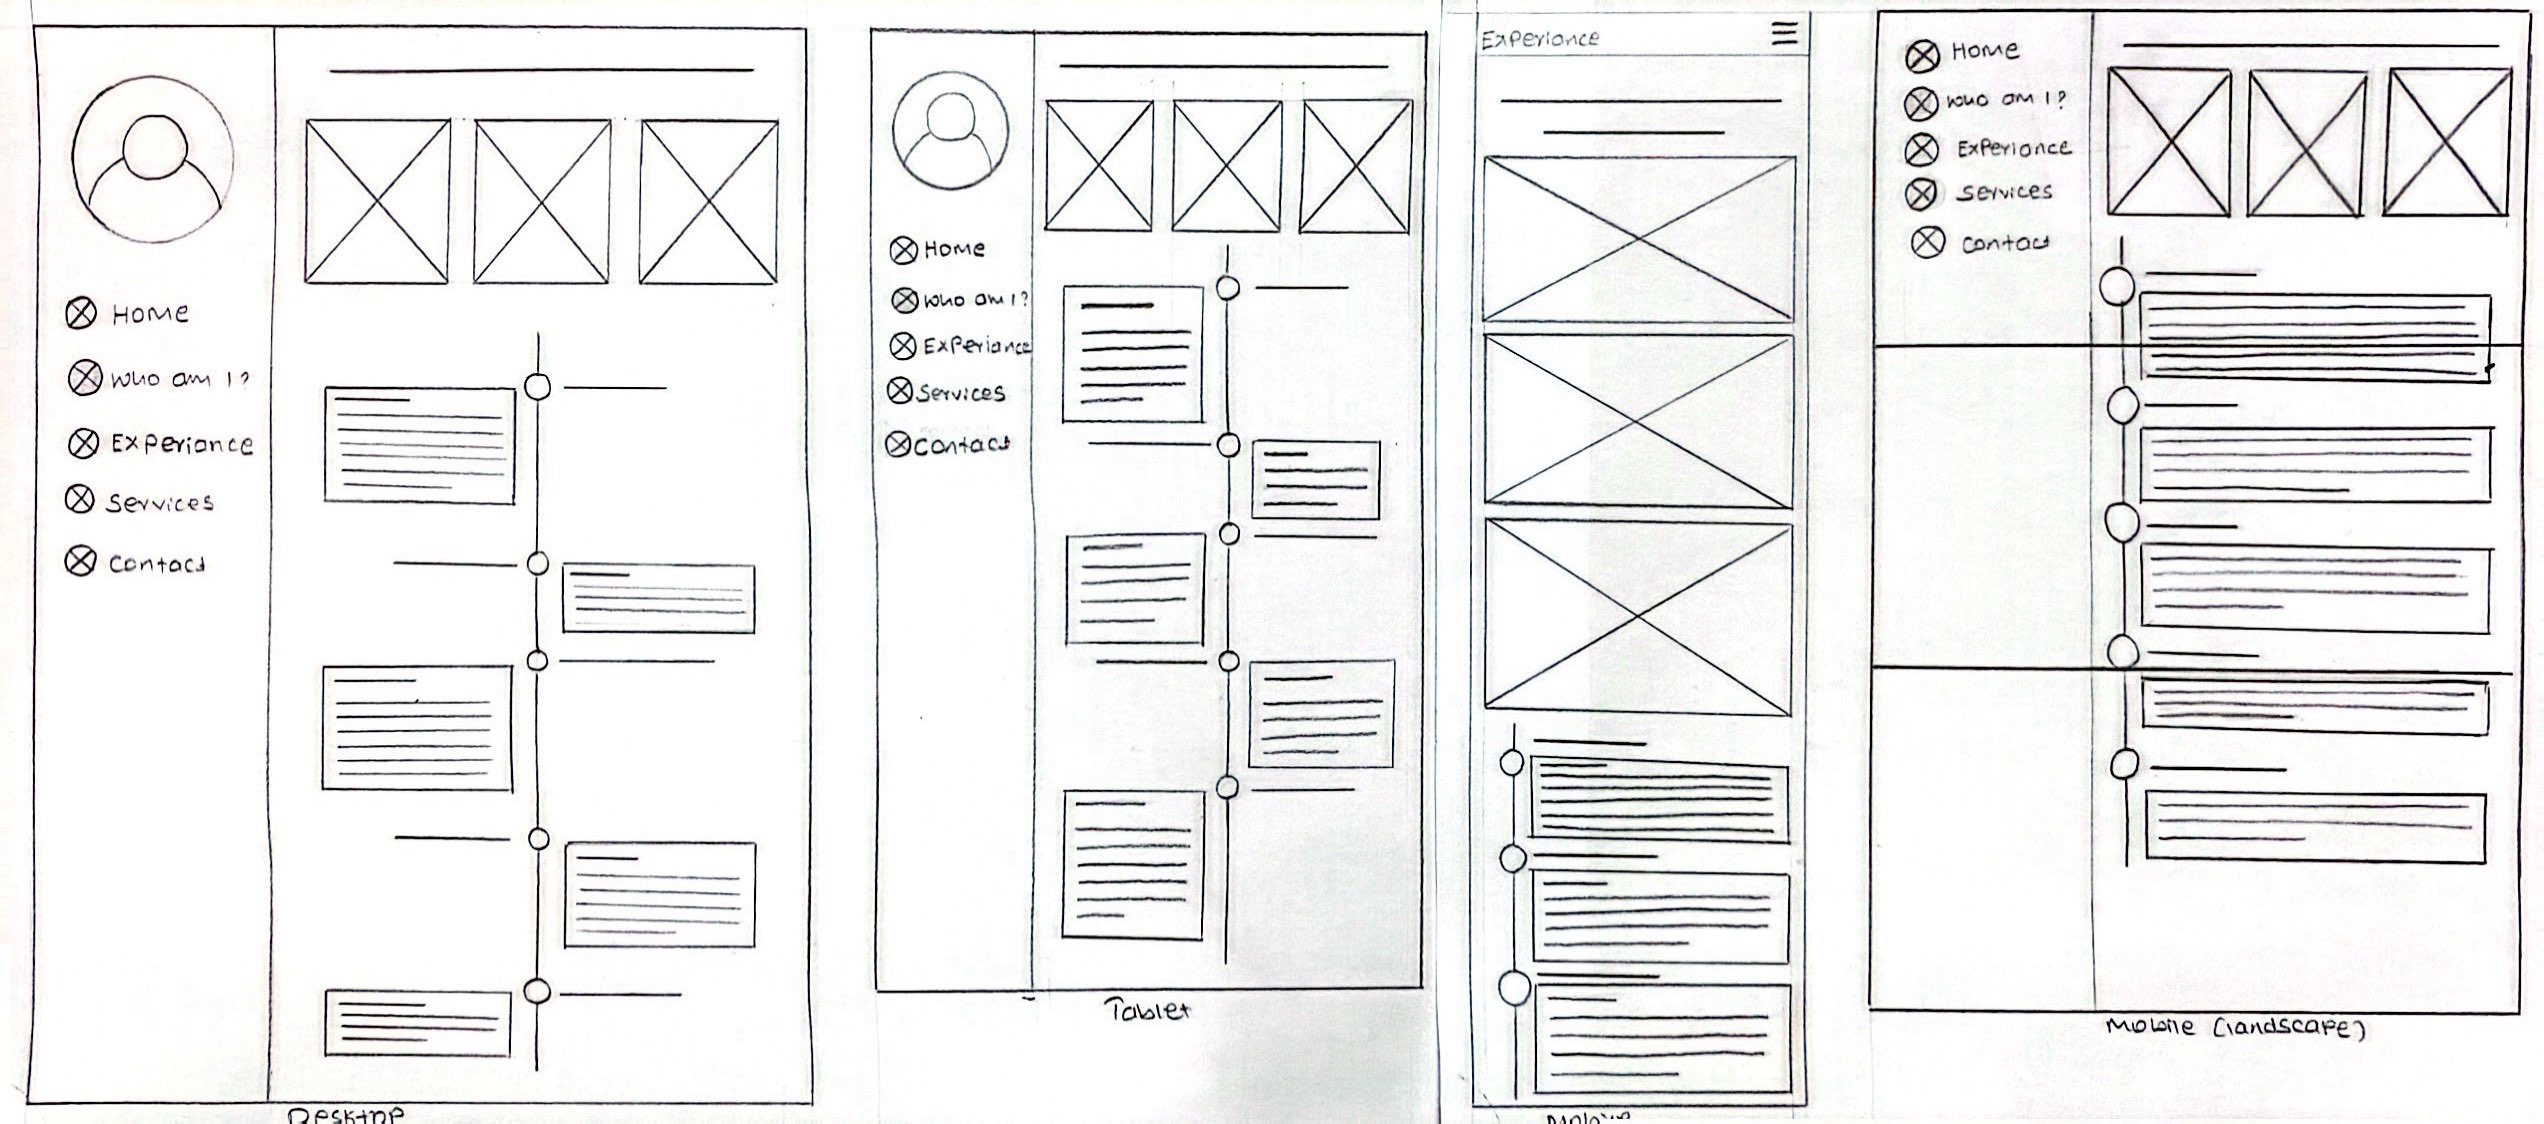 Home
Who am I?
Experiance
Services
Contact
Desktop
Home
Who am I?
Experiance
Services
Contact
Tablet
Experiance
Home
Who am I?
Experiance
Services
Contact
Mobile (landscape)